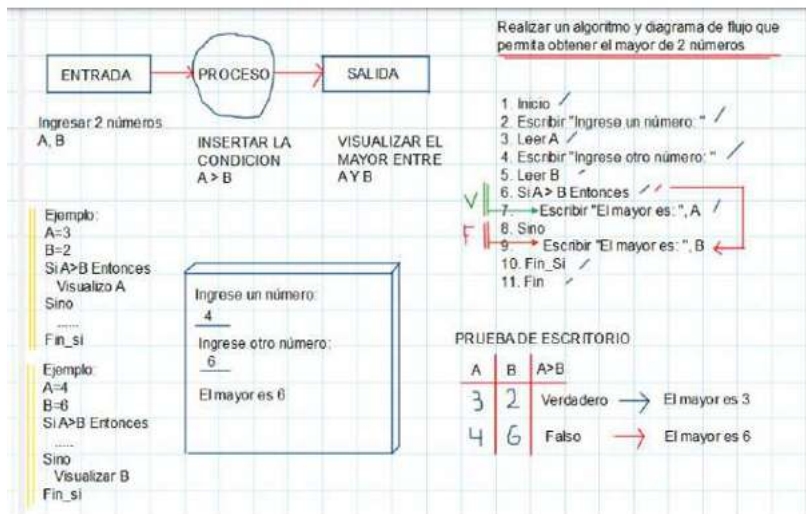 Realizar un algoritmo y diagrama de flujo que
permita obtener el mayor de 2 números
ENTRADA
PROCESO
SALIDA
Ingresar 2 números
A, B
INSERTAR LA
CONDICION
A > B
VISUALIZAR EL
MAYOR ENTRE
A Y B
1. Inicio
2. Escribir "Ingrese un número: "
3. Leer A
4. Escribir "Ingrese otro número: "
5. Leer B
6. Si A > B Entonces
V
7. Escribir "El mayor es: ", A
8. Sino
F
9. Escribir "El mayor es: ", B
10. Fin_Si
11. Fin
Ejemplo:
A=3
B=2
Si A>B Entonces
Visualizo A
Sino
......
Fin_si
Ejemplo:
A=4
B=6
Si A>B Entonces
.....
Sino
Visualizar B
Fin_si
Ingrese un número:
4
Ingrese otro número:
6
El mayor es 6
PRUEBA DE ESCRITORIO
A B A>B
3 2 Verdadero El mayor es 3
4 6 Falso El mayor es 6